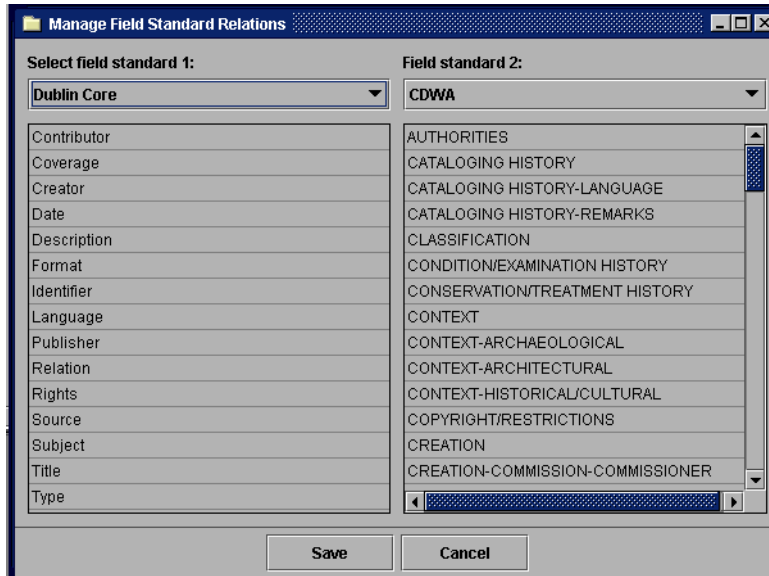 Manage Field Standard Relations
Select field standard 1:
Dublin Core
Contributor
Coverage
Creator
Date
Description
Format
Identifier
Language
Publisher
Relation
Rights
Source
Subject
Title
Type
Field standard 2:
CDWA
AUTHORITIES
CATALOGING HISTORY
CATALOGING HISTORY-LANGUAGE
CATALOGING HISTORY-REMARKS
CLASSIFICATION
CONDITION/EXAMINATION HISTORY
CONSERVATION/TREATMENT HISTORY
CONTEXT
CONTEXT-ARCHAEOLOGICAL
CONTEXT-ARCHITECTURAL
CONTEXT-HISTORICAL/CULTURAL
COPYRIGHT/RESTRICTIONS
CREATION
CREATION-COMMISSION-COMMISSIONER
Save
Cancel